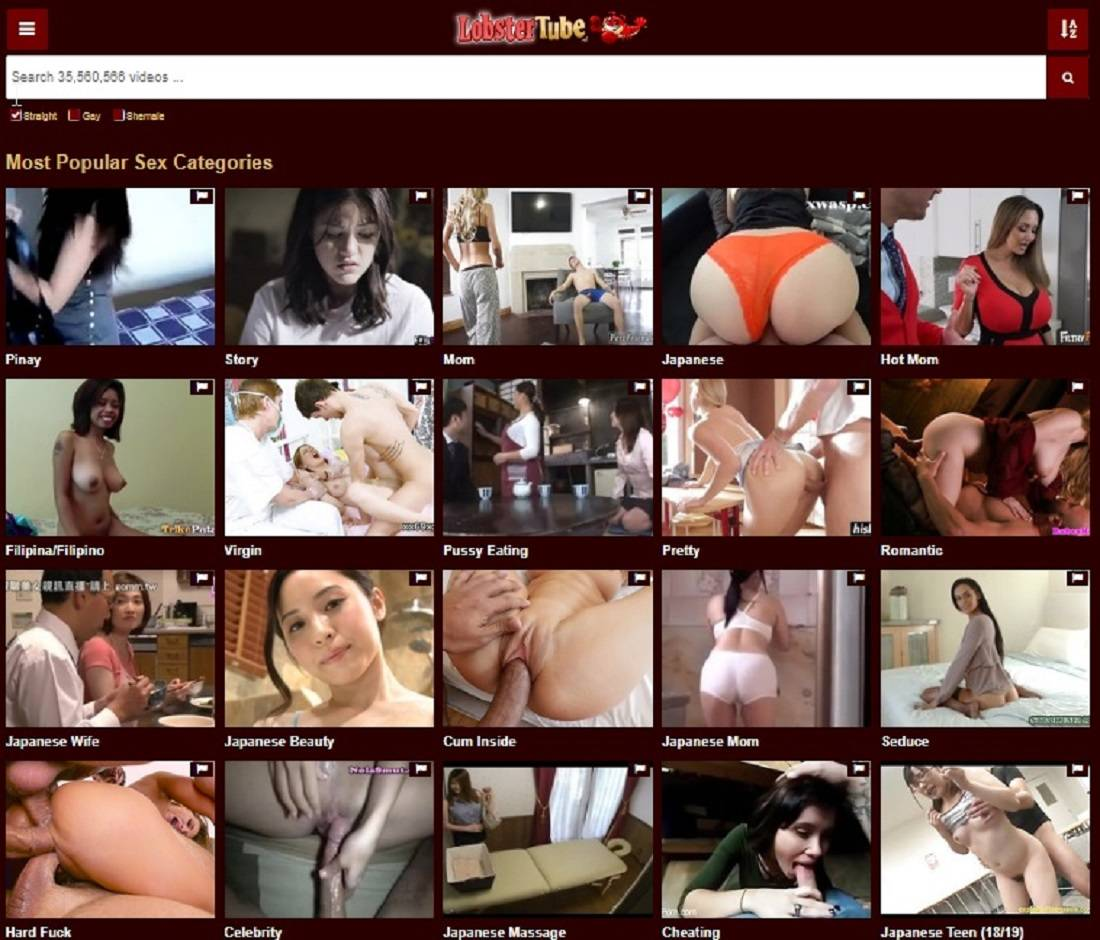 LobsterTube
Search 35,560,566 videos ...
Straight Gay Shemale
Most Popular Sex Categories
xwasp.c
Pinay Story Mom Japanese Hot Mom
Filipina/Filipino Virgin Pussy Eating Pretty Romantic
Japanese Wife Japanese Beauty Cum Inside Japanese Mom Seduce
Hard Fuck Celebrity Japanese Massage Cheating Japanese Teen (18/19)